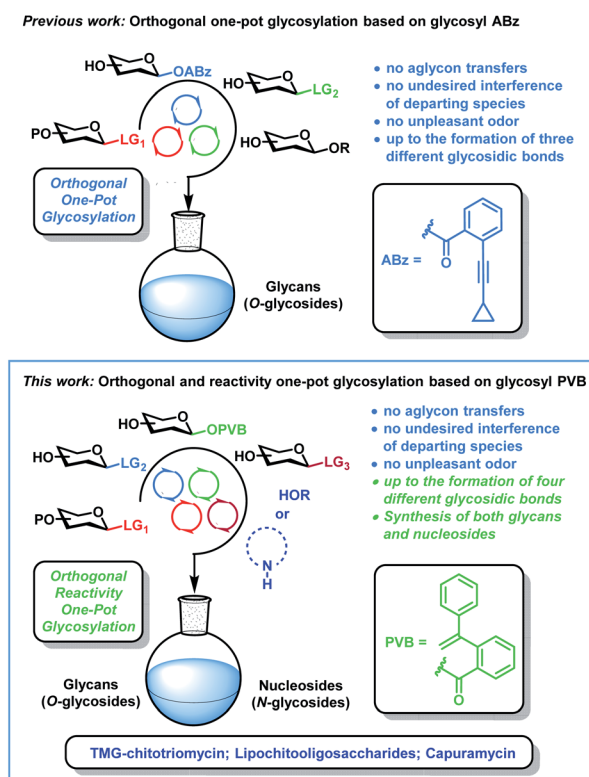 Previous work: Orthogonal one-pot glycosylation based on glycosyl ABz
HO
O
OABz
HO
O
LG2
PO
O
LG1
HO
O
OR
• no aglycon transfers
• no undesired interference
of departing species
• no unpleasant odor
• up to the formation of three
different glycosidic bonds
Orthogonal
One-Pot
Glycosylation
Glycans
(O-glycosides)
ABz =
O
This work: Orthogonal and reactivity one-pot glycosylation based on glycosyl PVB
HO
O
OPVB
HO
O
LG2
HO
O
LG3
PO
O
LG1
HOR
or
N
H
• no aglycon transfers
• no undesired interference
of departing species
• no unpleasant odor
• up to the formation of four
different glycosidic bonds
• Synthesis of both glycans
and nucleosides
Orthogonal
Reactivity
One-Pot
Glycosylation
Glycans
(O-glycosides)
Nucleosides
(N-glycosides)
PVB =
O
TMG-chitotriomycin; Lipochitooligosaccharides; Capuramycin